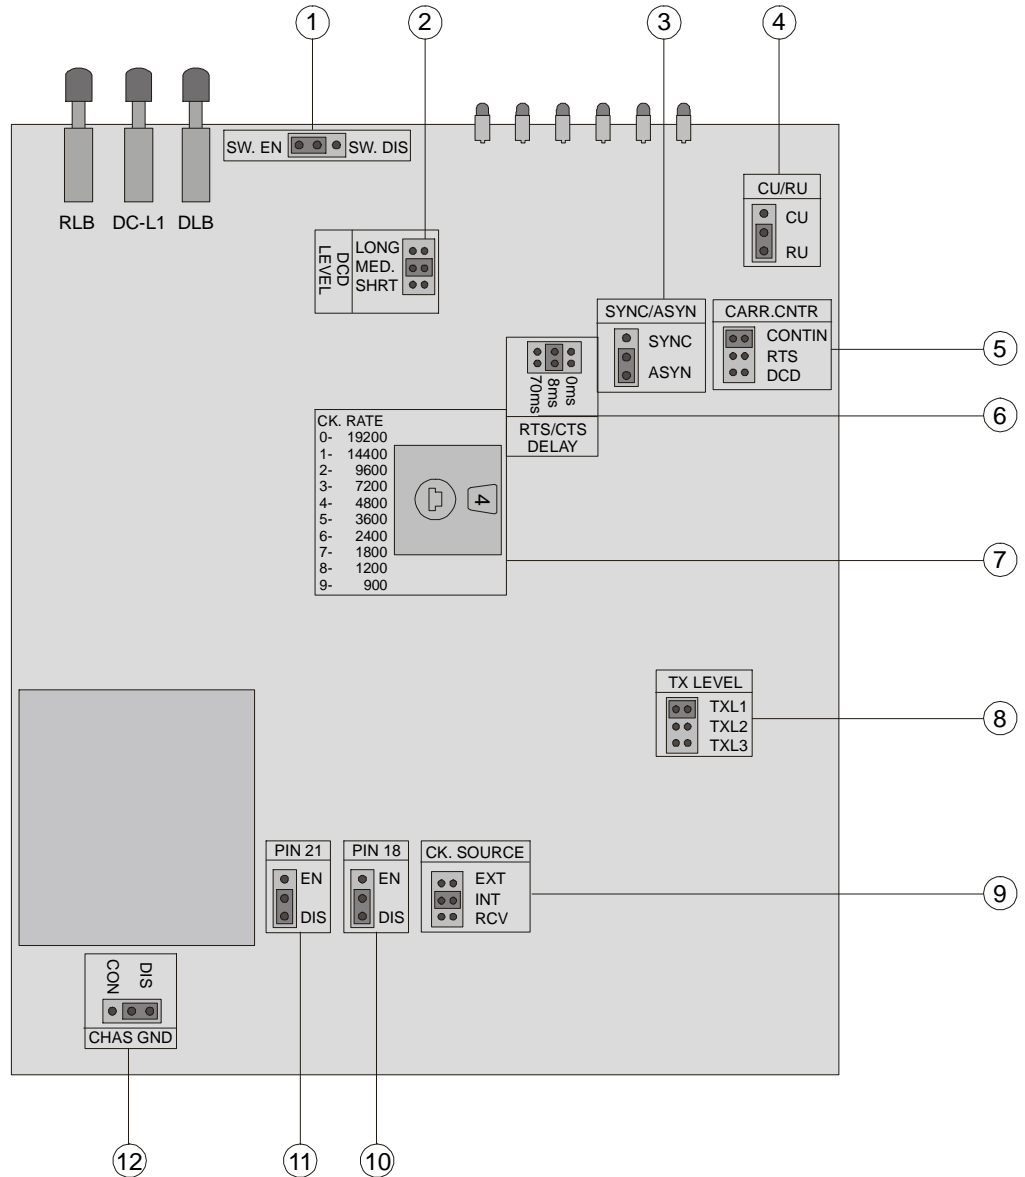 1
2
3
4
SW. EN
SW. DIS
RLB
DC-L1
DLB
CU/RU
CU
RU
DCD
LEVEL
LONG
MED.
SHRT
SYNC/ASYN
SYNC
ASYN
CARR.CNTR
CONTIN
RTS
DCD
5
70ms
8ms
0ms
RTS/CTS
DELAY
6
CK. RATE
0- 19200
1- 14400
2- 9600
3- 7200
4- 4800
5- 3600
6- 2400
7- 1800
8- 1200
9- 900
4
7
TX LEVEL
TXL1
TXL2
TXL3
8
PIN 21
EN
DIS
PIN 18
EN
DIS
CK. SOURCE
EXT
INT
RCV
9
CON
DIS
CHAS GND
12
11
10